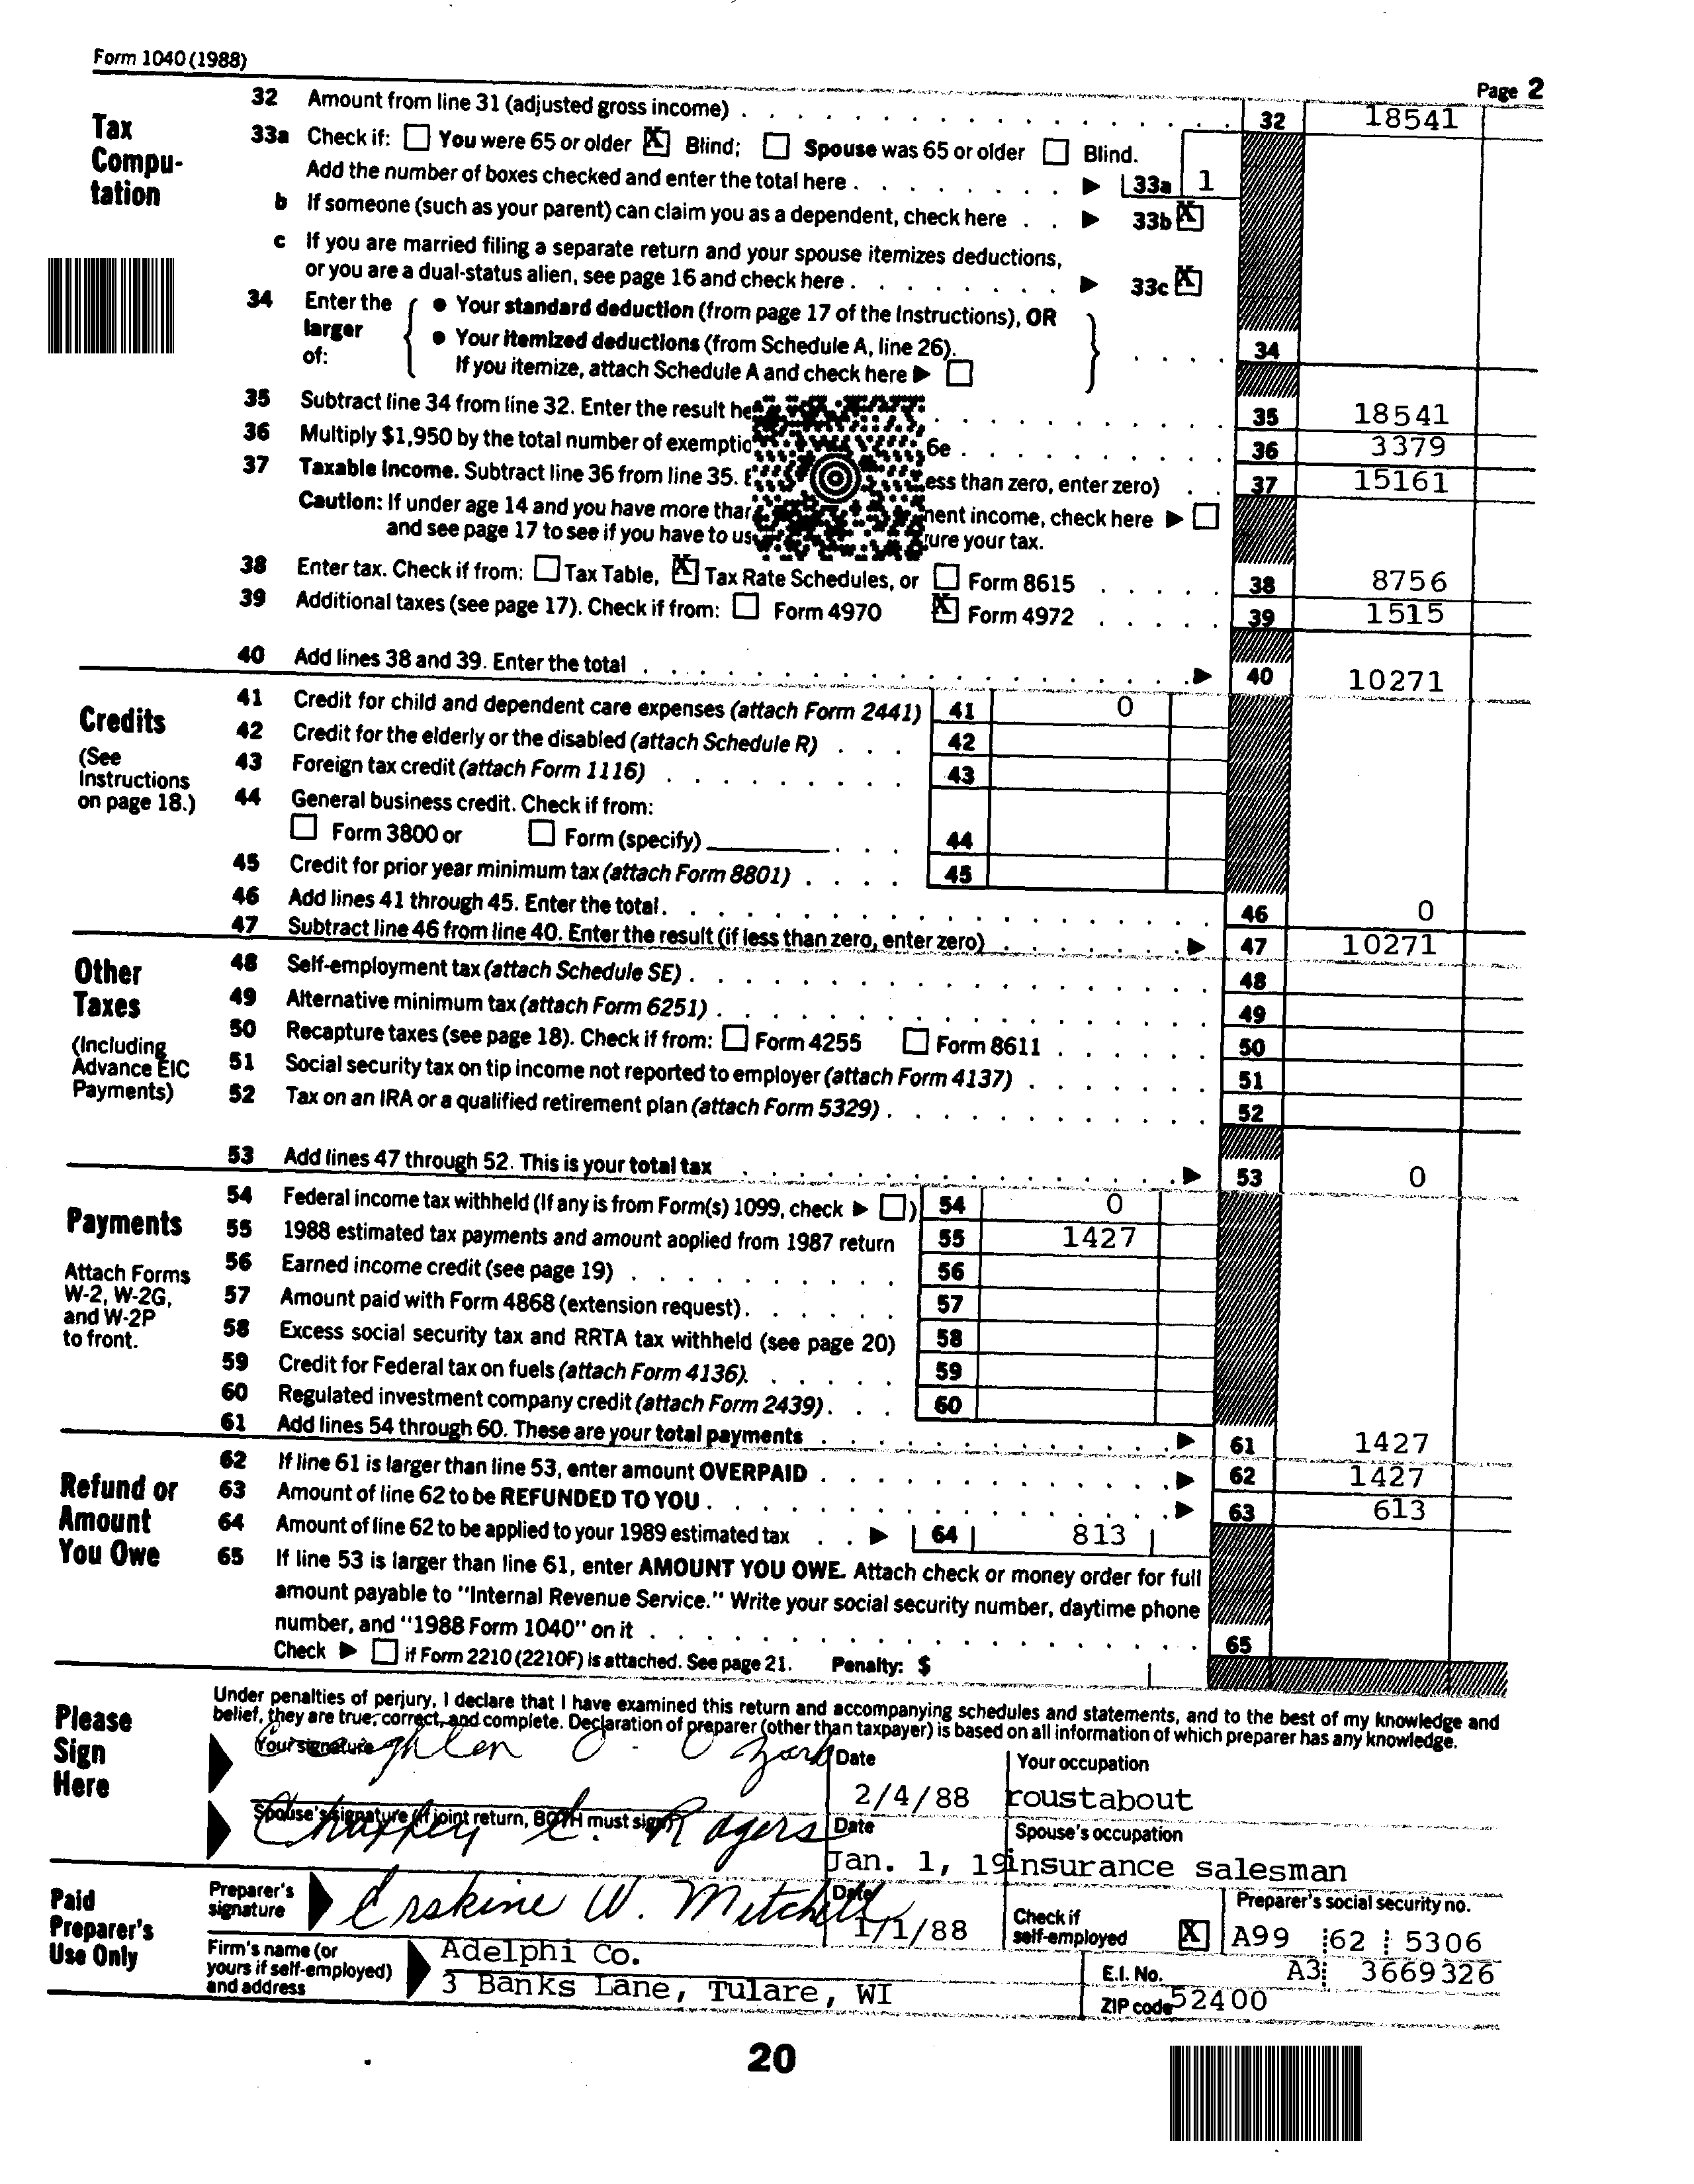 Form 1040 (1988)
Page 2
Tax Compu-tation
32 Amount from line 31 (adjusted gross income) . . . . 32 18541
33a Check if: You were 65 or older X Blind; Spouse was 65 or older Blind.
Add the number of boxes checked and enter the total here . . . . ▶ 33a 1
b If someone (such as your parent) can claim you as a dependent, check here . . ▶ 33b X
c If you are married filing a separate return and your spouse itemizes deductions,
or you are a dual-status alien, see page 16 and check here . . . . ▶ 33c X
34 Enter the larger of:
● Your standard deduction (from page 17 of the Instructions), OR
● Your itemized deductions (from Schedule A, line 26).
If you itemize, attach Schedule A and check here ▶
. . . . 34
35 Subtract line 34 from line 32. Enter the result . . . . 35 18541
36 Multiply $1,950 by the total number of 6e . . . . 36 3379
37 Taxable income. Subtract line 36 from line 35. less than zero, enter zero) . . 37 15161
Caution: If under age 14 and you have more income, check here ▶
and see page 17 to see if you have to your tax.
38 Enter tax. Check if from: Tax Table, X Tax Rate Schedules, or Form 8615 . . . . 38 8756
39 Additional taxes (see page 17). Check if from: Form 4970 X Form 4972 . . . . 39 1515
40 Add lines 38 and 39. Enter the total . . . . ▶ 40 10271
Credits
(See Instructions on page 18.)
41 Credit for child and dependent care expenses (attach Form 2441) 41 0
42 Credit for the elderly or the disabled (attach Schedule R) . . . 42
43 Foreign tax credit (attach Form 1116) . . . . 43
44 General business credit. Check if from:
Form 3800 or Form (specify) . . . 44
45 Credit for prior year minimum tax (attach Form 8801) . . . . 45
46 Add lines 41 through 45. Enter the total. . . . . 46 0
47 Subtract line 46 from line 40. Enter the result (if less than zero, enter zero) . . . . ▶ 47 10271
Other Taxes
(Including Advance EIC Payments)
48 Self-employment tax (attach Schedule SE) . . . . 48
49 Alternative minimum tax (attach Form 6251) . . . . 49
50 Recapture taxes (see page 18). Check if from: Form 4255 Form 8611 . . . . 50
51 Social security tax on tip income not reported to employer (attach Form 4137) . . . . 51
52 Tax on an IRA or a qualified retirement plan (attach Form 5329) . . . . 52
53 Add lines 47 through 52. This is your total tax . . . . ▶ 53 0
Payments
Attach Forms W-2, W-2G, and W-2P to front.
54 Federal income tax withheld (If any is from Form(s) 1099, check ▶ ) 54 0
55 1988 estimated tax payments and amount applied from 1987 return 55 1427
56 Earned income credit (see page 19) . . . . 56
57 Amount paid with Form 4868 (extension request) . . . . 57
58 Excess social security tax and RRTA tax withheld (see page 20) 58
59 Credit for Federal tax on fuels (attach Form 4136). . . . 59
60 Regulated investment company credit (attach Form 2439) . . . 60
61 Add lines 54 through 60. These are your total payments . . . . ▶ 61 1427
Refund or Amount You Owe
62 If line 61 is larger than line 53, enter amount OVERPAID . . . . ▶ 62 1427
63 Amount of line 62 to be REFUNDED TO YOU . . . . ▶ 63 613
64 Amount of line 62 to be applied to your 1989 estimated tax . . ▶ 64 813
65 If line 53 is larger than line 61, enter AMOUNT YOU OWE. Attach check or money order for full
amount payable to "Internal Revenue Service." Write your social security number, daytime phone
number, and "1988 Form 1040" on it . . . . 65
Check ▶ if Form 2210 (2210F) is attached. See page 21. Penalty: $
Please Sign Here
Under penalties of perjury, I declare that I have examined this return and accompanying schedules and statements, and to the best of my knowledge and
belief, they are true, correct, and complete. Declaration of preparer (other than taxpayer) is based on all information of which preparer has any knowledge.
Your signature
Date 2/4/88
Your occupation roustabout
Spouse's signature (if joint return, BOTH must sign) Rogers
Date Jan. 1, 19
Spouse's occupation insurance salesman
Paid Preparer's Use Only
Preparer's signature Erskine W. Mitchell
Date 1/1/88
Check if self-employed X
Preparer's social security no. A99 62 5306
Firm's name (or yours if self-employed) and address
Adelphi Co.
3 Banks Lane, Tulare, WI
E.I. No. A3 3669326
ZIP code 52400
20